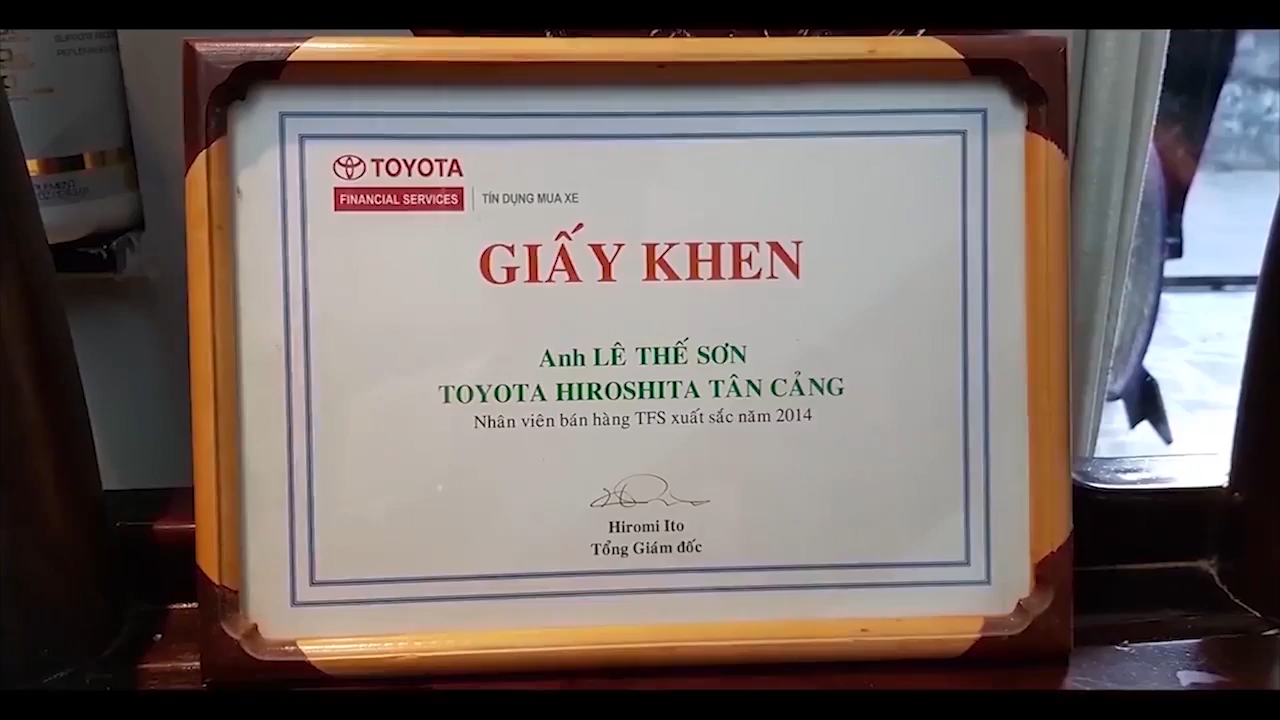 TOYOTA
FINANCIAL SERVICES | TÍN DỤNG MUA XE
GIẤY KHEN
Anh LÊ THẾ SƠN
TOYOTA HIROSHITA TÂN CẢNG
Nhân viên bán hàng TFS xuất sắc năm 2014
Hiromi Ito
Tổng Giám đốc